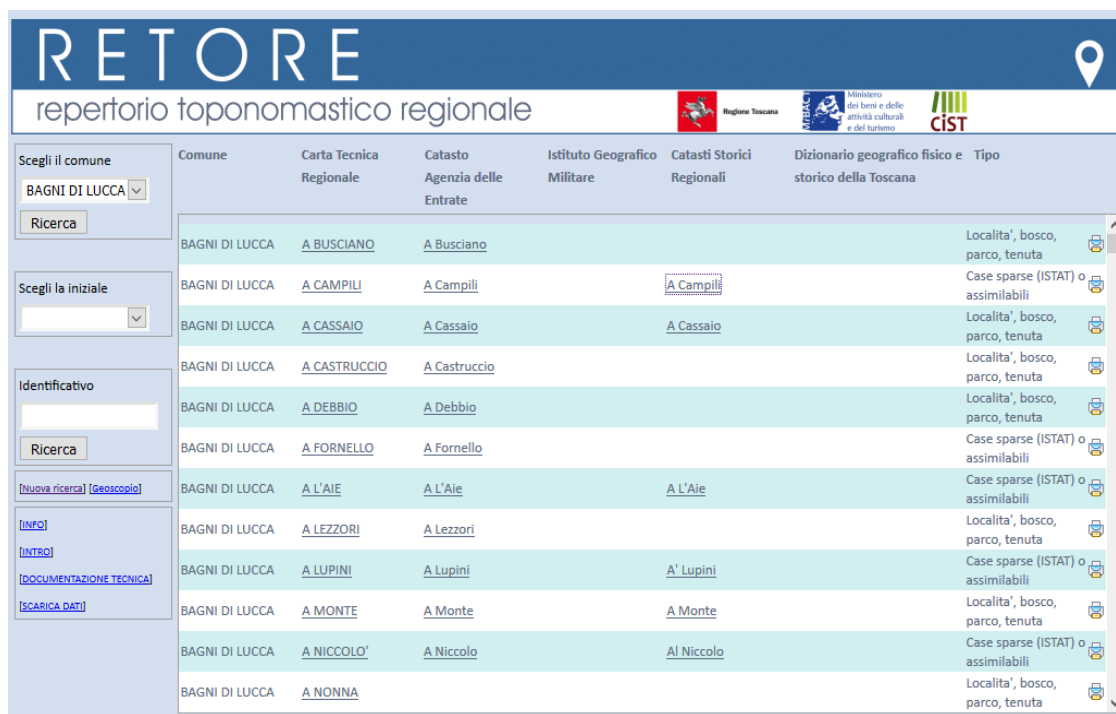 RETORE
repertorio toponomastico regionale
Regione Toscana
MiBACT
Ministero
dei beni e delle
attività culturali
e del turismo
CiST
Scegli il comune
BAGNI DI LUCCA
Ricerca
Scegli la iniziale
Identificativo
Ricerca
[Nuova ricerca] [Geoscopio]
[INFO]
[INTRO]
[DOCUMENTAZIONE TECNICA]
[SCARICA DATI]
Comune Carta Tecnica Catasto Istituto Geografico Catasti Storici Dizionario geografico fisico e Tipo
Regionale Agenzia delle Militare Regionali storico della Toscana
Entrate
BAGNI DI LUCCA A BUSCIANO A Busciano Localita', bosco,
parco, tenuta
BAGNI DI LUCCA A CAMPILI A Campili A Campili Case sparse (ISTAT) o
assimilabili
BAGNI DI LUCCA A CASSAIO A Cassaio A Cassaio Localita', bosco,
parco, tenuta
BAGNI DI LUCCA A CASTRUCCIO A Castruccio Localita', bosco,
parco, tenuta
BAGNI DI LUCCA A DEBBIO A Debbio Localita', bosco,
parco, tenuta
BAGNI DI LUCCA A FORNELLO A Fornello Case sparse (ISTAT) o
assimilabili
BAGNI DI LUCCA A L'AIE A L'Aie A L'Aie Case sparse (ISTAT) o
assimilabili
BAGNI DI LUCCA A LEZZORI A Lezzori Localita', bosco,
parco, tenuta
BAGNI DI LUCCA A LUPINI A Lupini A' Lupini Case sparse (ISTAT) o
assimilabili
BAGNI DI LUCCA A MONTE A Monte A Monte Localita', bosco,
parco, tenuta
BAGNI DI LUCCA A NICCOLO' A Niccolo Al Niccolo Case sparse (ISTAT) o
assimilabili
BAGNI DI LUCCA A NONNA Localita', bosco,
parco, tenuta